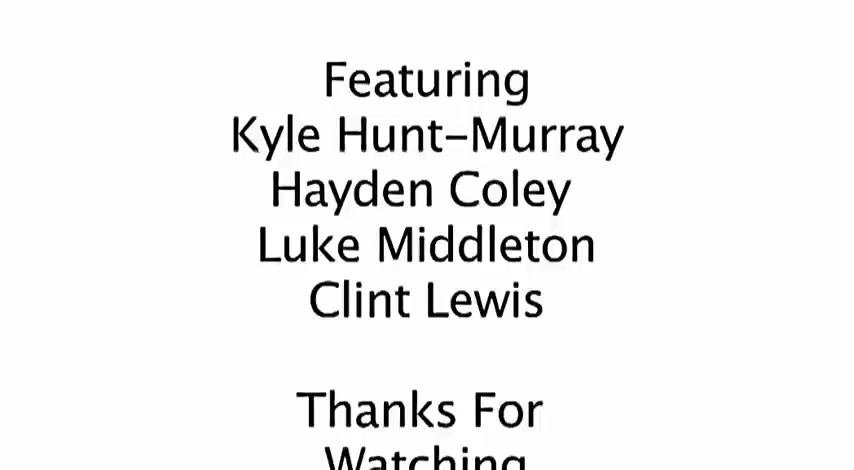 Featuring
Kyle Hunt-Murray
Hayden Coley
Luke Middleton
Clint Lewis
Thanks For
Watching